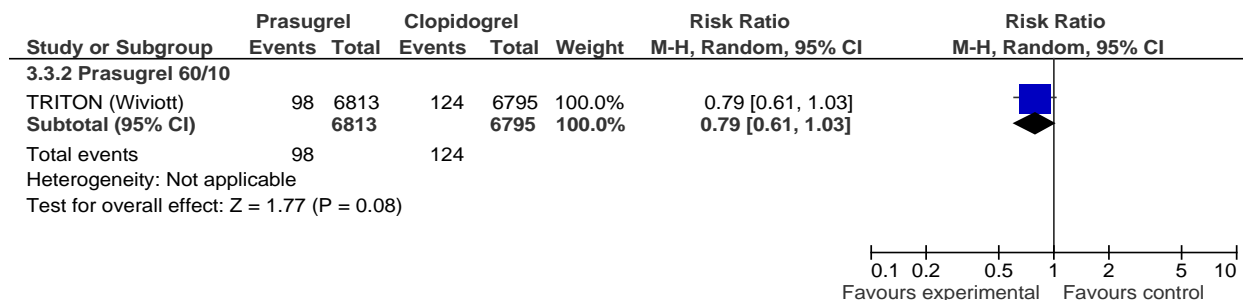 Prasugrel Clopidogrel Risk Ratio Risk Ratio
Study or Subgroup Events Total Events Total Weight M-H, Random, 95% CI M-H, Random, 95% CI
3.3.2 Prasugrel 60/10
TRITON (Wiviott) 98 6813 124 6795 100.0% 0.79 [0.61, 1.03]
Subtotal (95% CI) 6813 6795 100.0% 0.79 [0.61, 1.03]
Total events 98 124
Heterogeneity: Not applicable
Test for overall effect: Z = 1.77 (P = 0.08)
0.1 0.2 0.5 1 2 5 10
Favours experimental Favours control